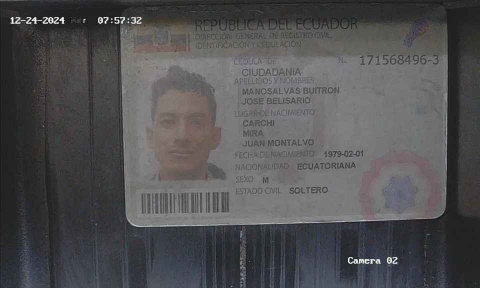 12-24-2024 07:57:32
REPÚBLICA DEL ECUADOR
DIRECCIÓN GENERAL DE REGISTRO CIVIL,
IDENTIFICACIÓN Y CEDULACIÓN
CÉDULA DE N. 171568496-3
CIUDADANÍA
APELLIDOS Y NOMBRES
MANOSALVAS BUITRON
JOSE BELISARIO
LUGAR DE NACIMIENTO
CARCHI
MIRA
JUAN MONTALVO
FECHA DE NACIMIENTO 1979-02-01
NACIONALIDAD ECUATORIANA
SEXO M
ESTADO CIVIL SOLTERO
Camera 02